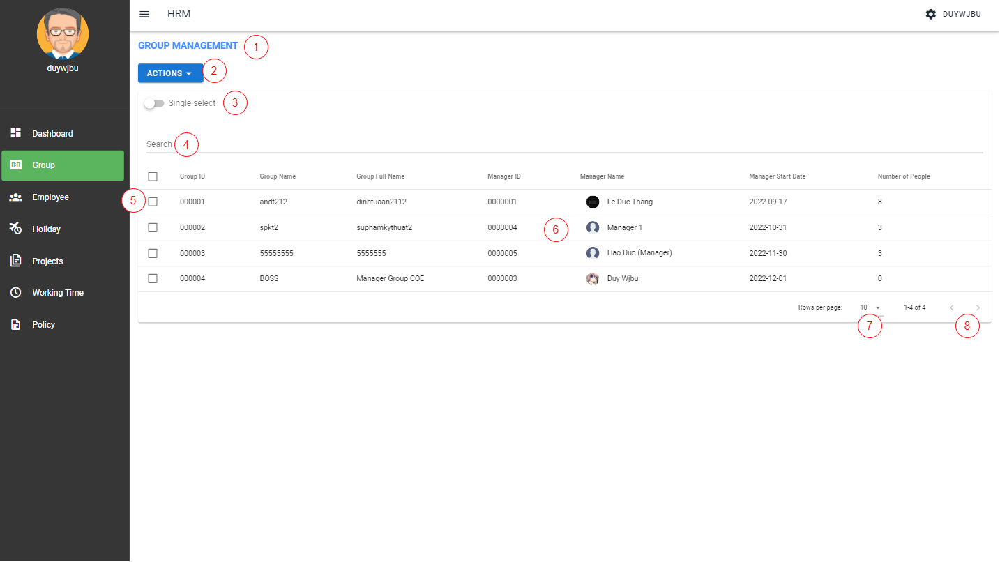 HRM
DUYWJBU
duywjbu
Dashboard
Group
Employee
Holiday
Projects
Working Time
Policy
GROUP MANAGEMENT 1
ACTIONS 2
Single select 3
Search 4
Group ID Group Name Group Full Name Manager ID Manager Name Manager Start Date Number of People
5 000001 andt212 dinhtuaan2112 0000001 Le Duc Thang 2022-09-17 8
000002 spkt2 suphamkythuat2 0000004 6 Manager 1 2022-10-31 3
000003 55555555 5555555 0000005 Hao Duc (Manager) 2022-11-30 3
000004 BOSS Manager Group COE 0000003 Duy Wjbu 2022-12-01 0
Rows per page: 10 1-4 of 4
7 8